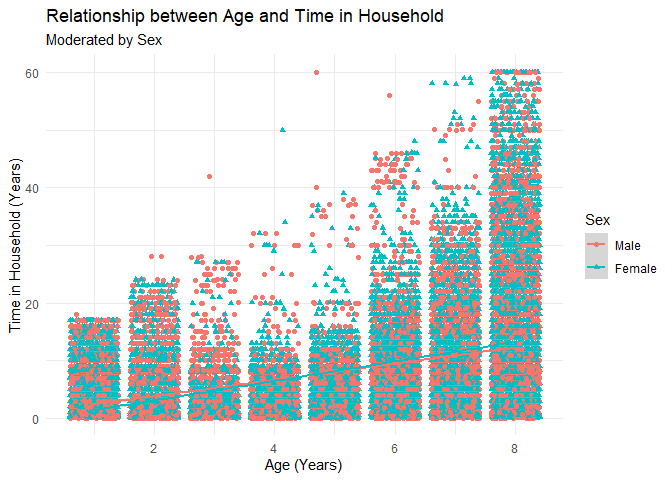 Relationship between Age and Time in Household
Moderated by Sex
60
40
20
0
Time in Household (Years)
2 4 6 8
Age (Years)
Sex
Male
Female